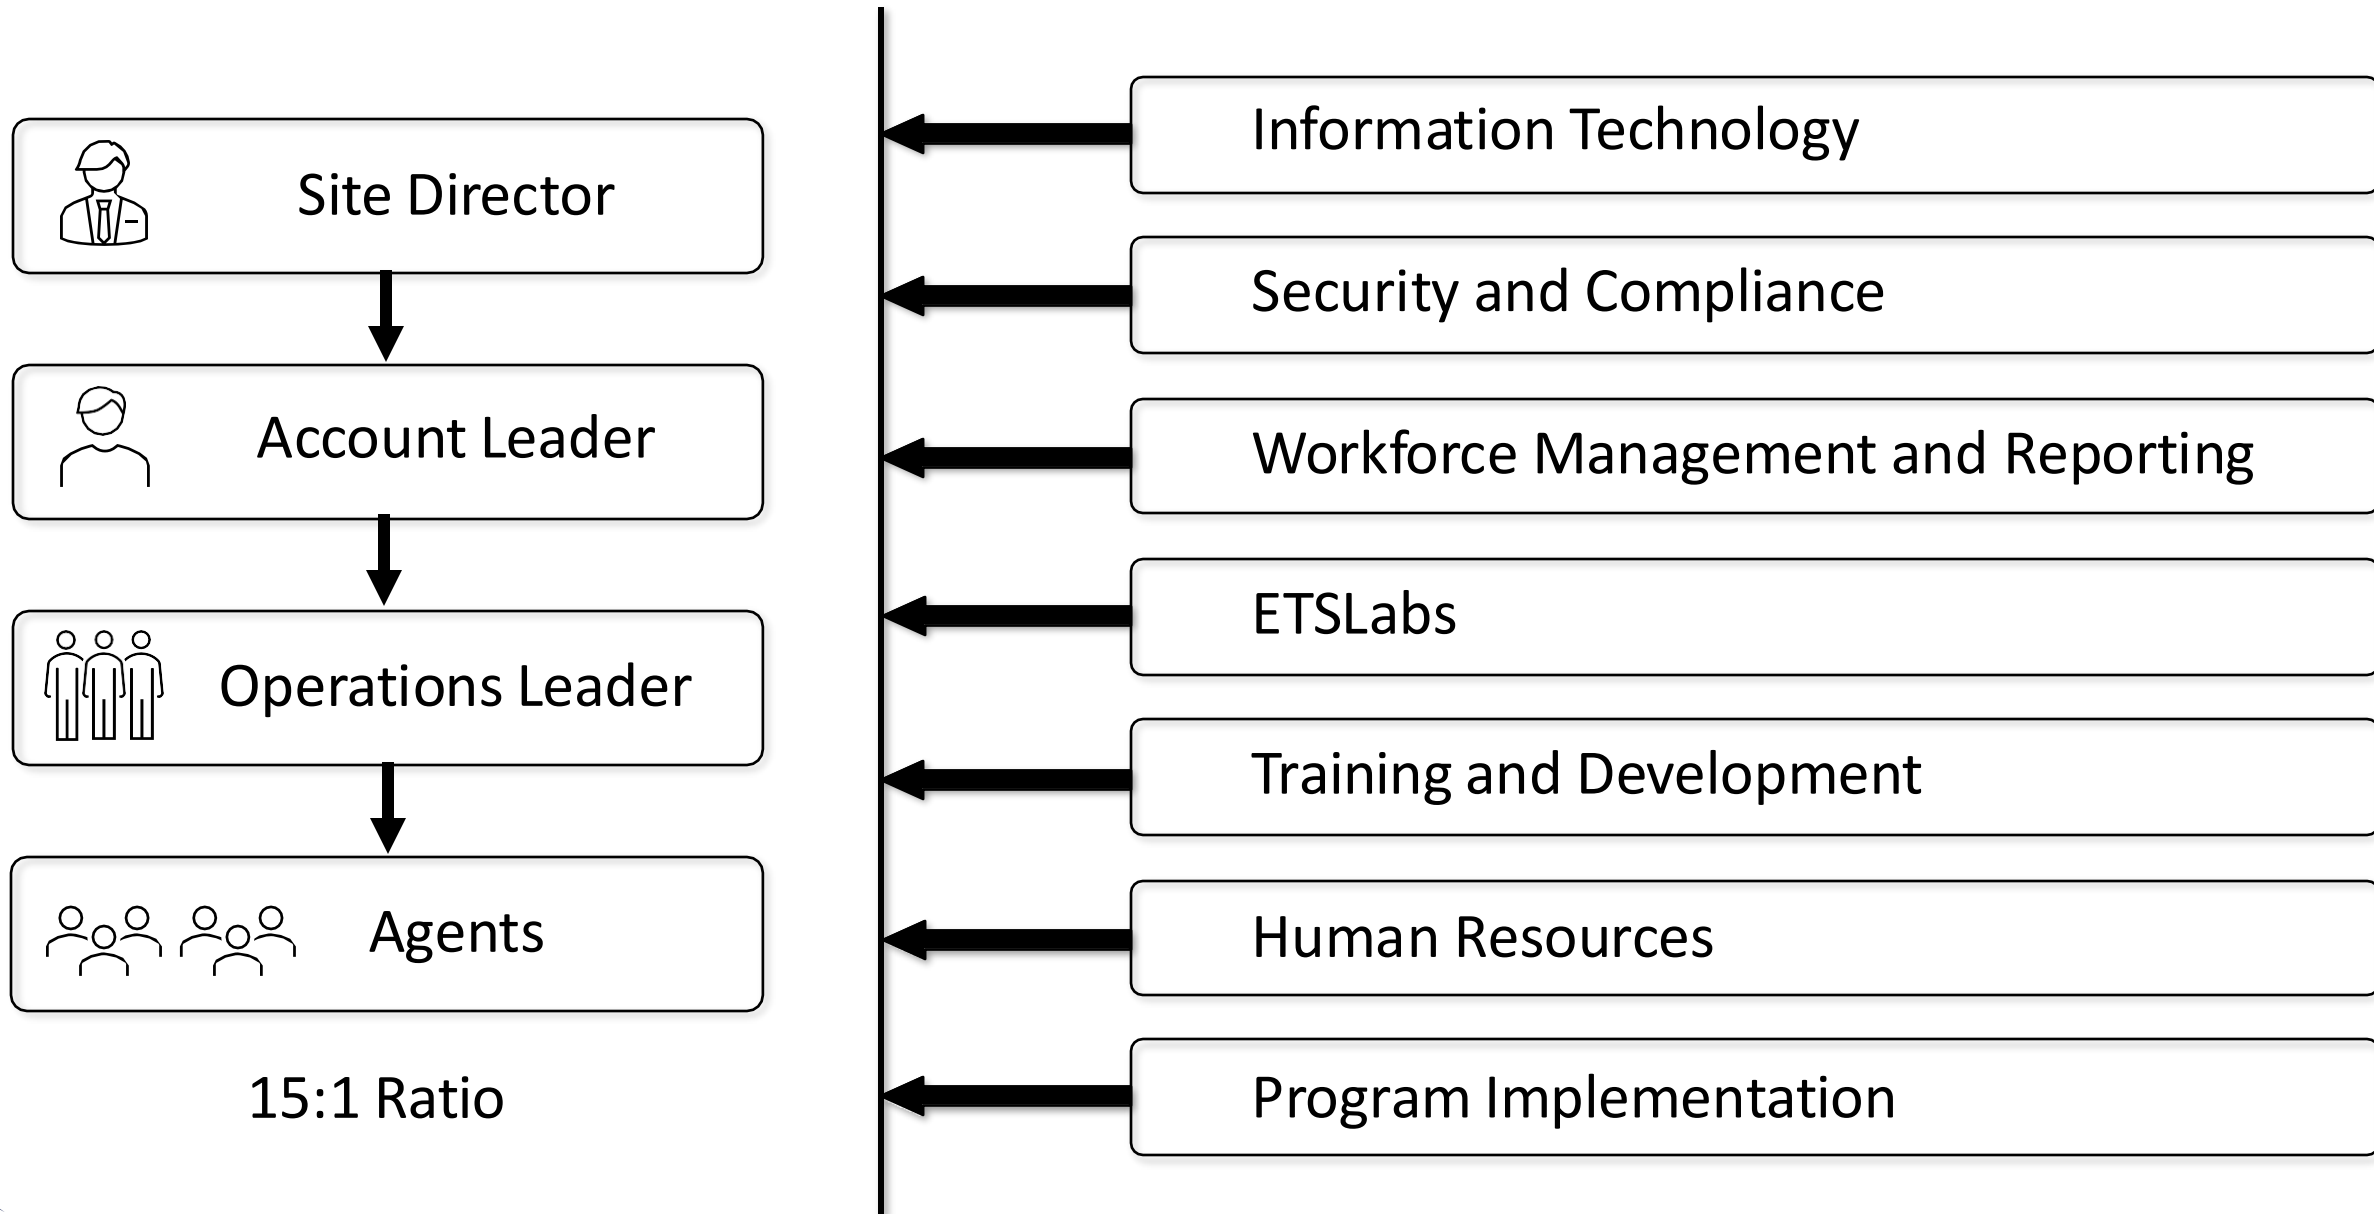 Site Director
Account Leader
Operations Leader
Agents
15:1 Ratio
Information Technology
Security and Compliance
Workforce Management and Reporting
ETSLabs
Training and Development
Human Resources
Program Implementation